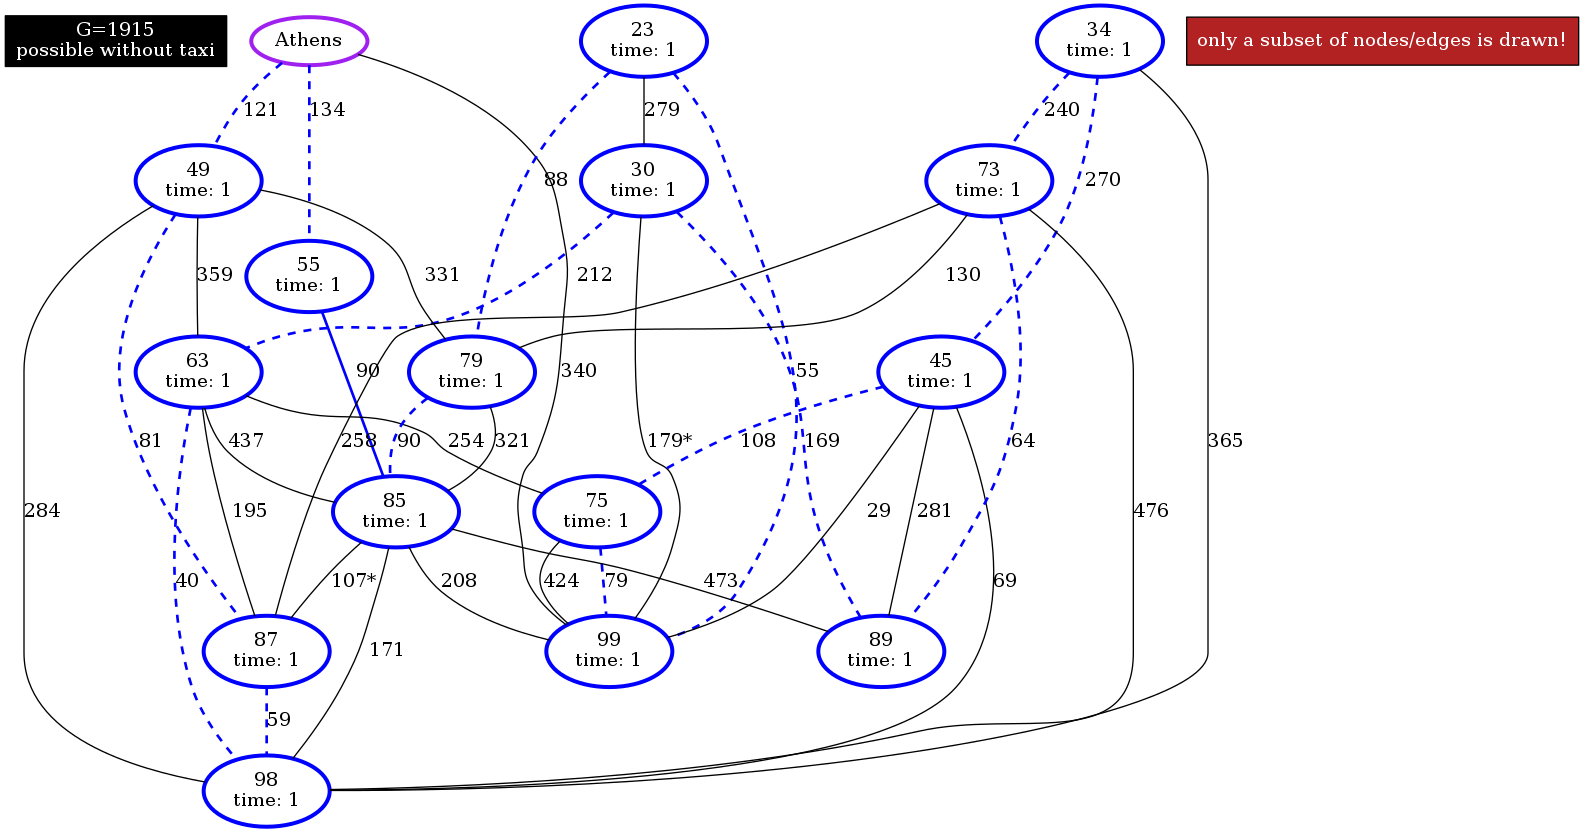 G=1915
possible without taxi
Athens
23
time: 1
34
time: 1
only a subset of nodes/edges is drawn!
121
134
279
240
49
time: 1
88
30
time: 1
73
time: 1
270
359
55
time: 1
331
212
130
63
time: 1
90
79
time: 1
340
55
45
time: 1
81
437
258
90
254
321
179*
108
169
64
365
284
195
85
time: 1
75
time: 1
29
281
476
40
107*
208
424
79
473
69
87
time: 1
171
99
time: 1
89
time: 1
59
98
time: 1